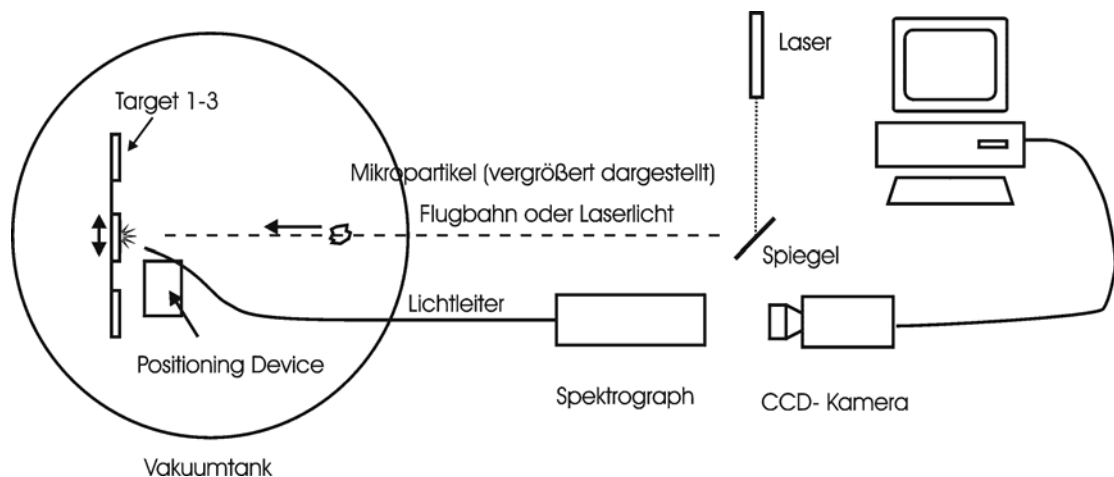 Laser
Target 1-3
Mikropartikel (vergrößert dargestellt)
Flugbahn oder Laserlicht
Spiegel
Lichtleiter
Positioning Device
Spektrograph
CCD- Kamera
Vakuumtank